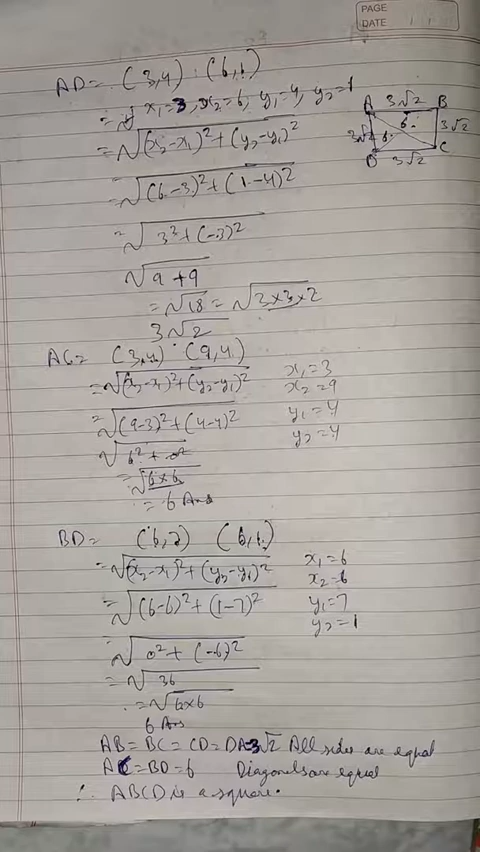 PAGE
DATE
AD= (3,4) (6,1)
= √ x₁=3, x₂=6, y₁=4, y₂=1
=√(x₂-x₁)²+(y₂-y₁)²
=√(6-3)²+(1-4)²
=√3²+(-3)²
√9+9
=√18=√3×3×2
3√2
A 3√2 B
3√2 6 6 3√2
D 3√2 C
AC= (3,4) (9,4)
=√(x₂-x₁)²+(y₂-y₁)² x₁=3
x₂=9
=√(9-3)²+(4-4)² y₁=4
√6²+0² y₂=4
=√6×6
=6 Ans
BD= (6,7) (6,1)
=√(x₂-x₁)²+(y₂-y₁)² x₁=6
x₂=6
=√(6-6)²+(1-7)² y₁=7
y₂=1
=√0²+(-6)²
=√36
=√6×6
6 Ans
AB=BC=CD=DA=3√2 All sides are equal
AC=BD=6 Diagonals are equal
∴ ABCD is a square.